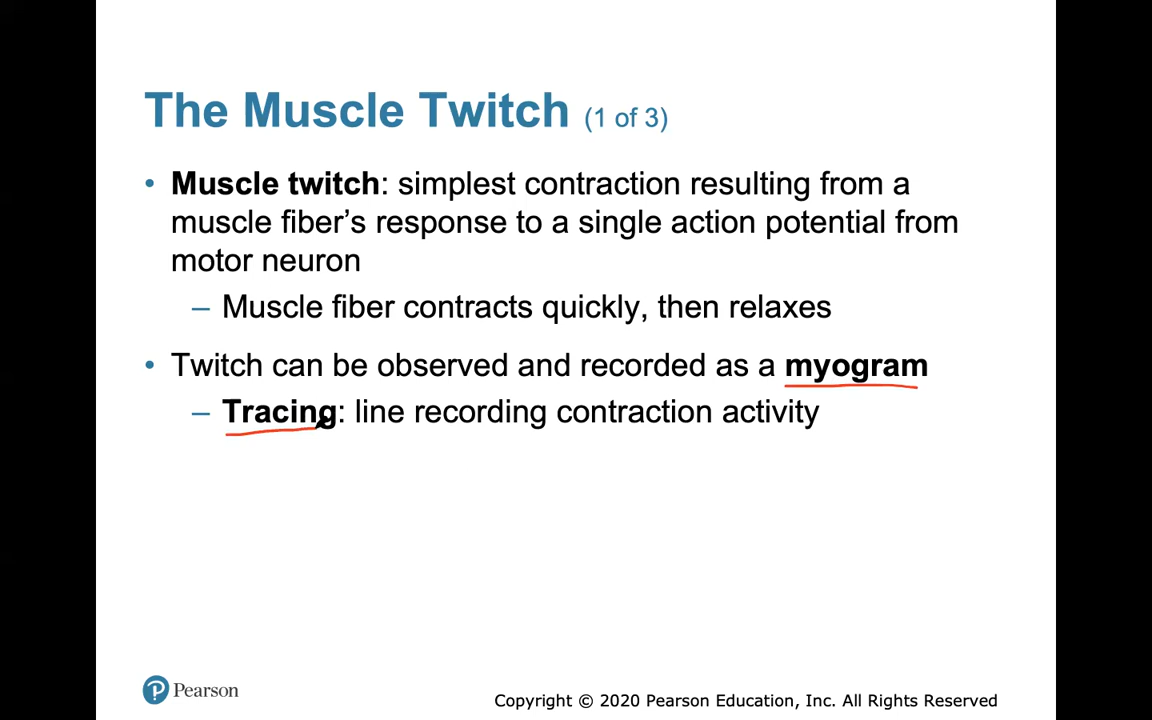 The Muscle Twitch (1 of 3)
• Muscle twitch: simplest contraction resulting from a
muscle fiber’s response to a single action potential from
motor neuron
– Muscle fiber contracts quickly, then relaxes
• Twitch can be observed and recorded as a myogram
– Tracing: line recording contraction activity
Pearson
Copyright © 2020 Pearson Education, Inc. All Rights Reserved